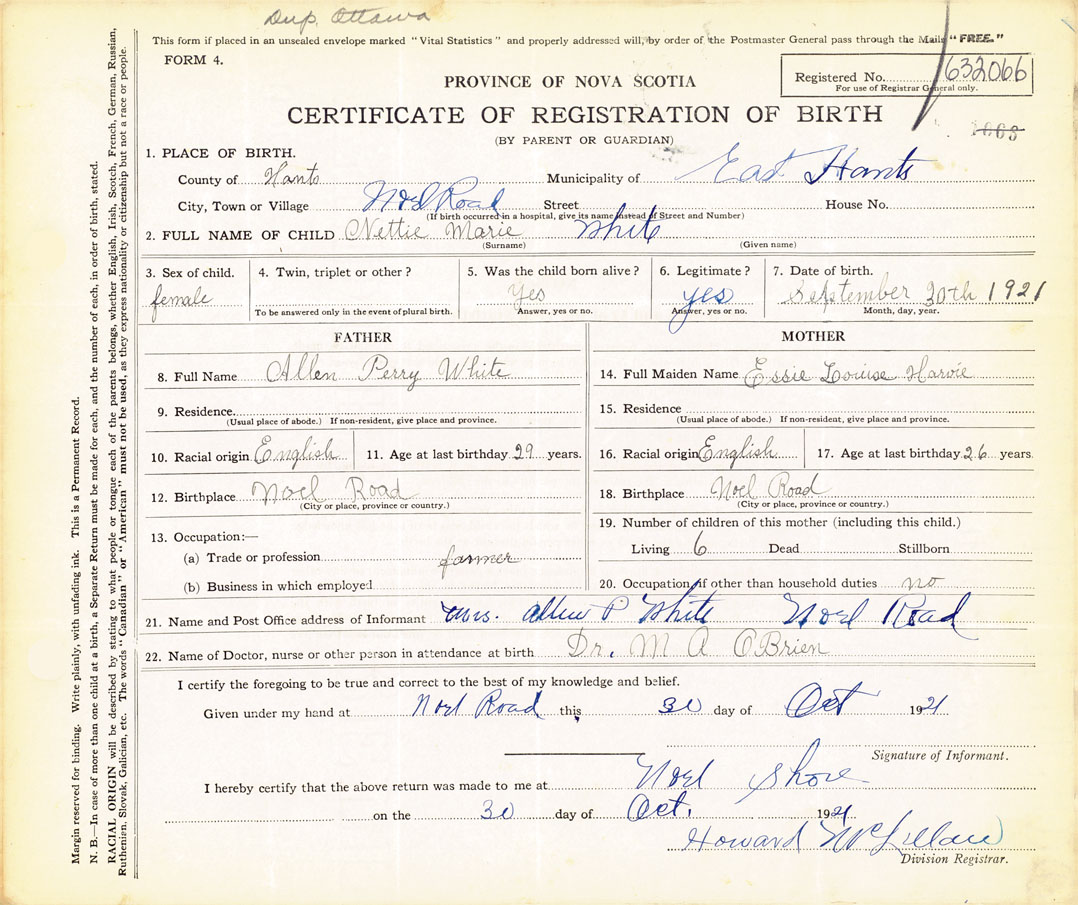 Dup. Ottawa
This form if placed in an unsealed envelope marked "Vital Statistics" and properly addressed will, by order of the Postmaster General pass through the Mails "FREE."
FORM 4.
PROVINCE OF NOVA SCOTIA
Registered No. 632066
For use of Registrar General only.
CERTIFICATE OF REGISTRATION OF BIRTH
(BY PARENT OR GUARDIAN)
1. PLACE OF BIRTH.
County of Hants Municipality of East Hants
City, Town or Village Noel Road Street House No.
(If birth occurred in a hospital, give its name instead of Street and Number)
2. FULL NAME OF CHILD Nettie Marie White
(Surname) (Given name)
3. Sex of child. 4. Twin, triplet or other? 5. Was the child born alive? 6. Legitimate? 7. Date of birth.
female Yes yes September 30th 1921
To be answered only in the event of plural birth. Answer, yes or no. Answer, yes or no. Month, day, year.
FATHER MOTHER
8. Full Name Allen Perry White 14. Full Maiden Name Essie Louise Harvie
9. Residence. 15. Residence
(Usual place of abode.) If non-resident, give place and province. (Usual place of abode.) If non-resident, give place and province.
10. Racial origin English 11. Age at last birthday 29 years. 16. Racial origin English 17. Age at last birthday 26 years.
12. Birthplace Noel Road 18. Birthplace Noel Road
(City or place, province or country.) (City or place, province or country.)
13. Occupation:— 19. Number of children of this mother (including this child.)
(a) Trade or profession farmer Living 6 Dead Stillborn
(b) Business in which employed 20. Occupation, if other than household duties no
21. Name and Post Office address of Informant Mrs. Allen P White Noel Road
22. Name of Doctor, nurse or other person in attendance at birth Dr. M A O'Brien
I certify the foregoing to be true and correct to the best of my knowledge and belief.
Given under my hand at Noel Road this 30 day of Oct 1921
Signature of Informant.
I hereby certify that the above return was made to me at Noel Shore
on the 30 day of Oct. 1921
Howard McLellan
Division Registrar.
Margin reserved for binding. Write plainly, with unfading ink. This is a Permanent Record.
N. B.—In case of more than one child at a birth, a Separate Return must be made for each, and the number of each, in order of birth, stated.
RACIAL ORIGIN will be described by stating to what people or tongue each of the parents belongs, whether English, Irish, Scotch, French, German, Russian,
Ruthenien, Slovak, Galician, etc. The words "Canadian" or "American" must not be used, as they express nationality or citizenship but not a race or people.